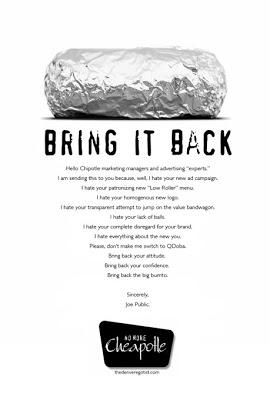 BRING IT BACK
Hello Chipotle marketing managers and advertising "experts."
I am sending this to you because, well, I hate your new ad campaign.
I hate your patronizing new "Low Roller" menu.
I hate your homogenous new logo.
I hate your transparent attempt to jump on the value bandwagon.
I hate your lack of balls.
I hate your complete disregard for your brand.
I hate everything about the new you.
Please, don't make me switch to QDoba.
Bring back your attitude.
Bring back your confidence.
Bring back the big burrito.
Sincerely,
Joe Public.
NO MORE
Cheapotle
thedenveregotist.com